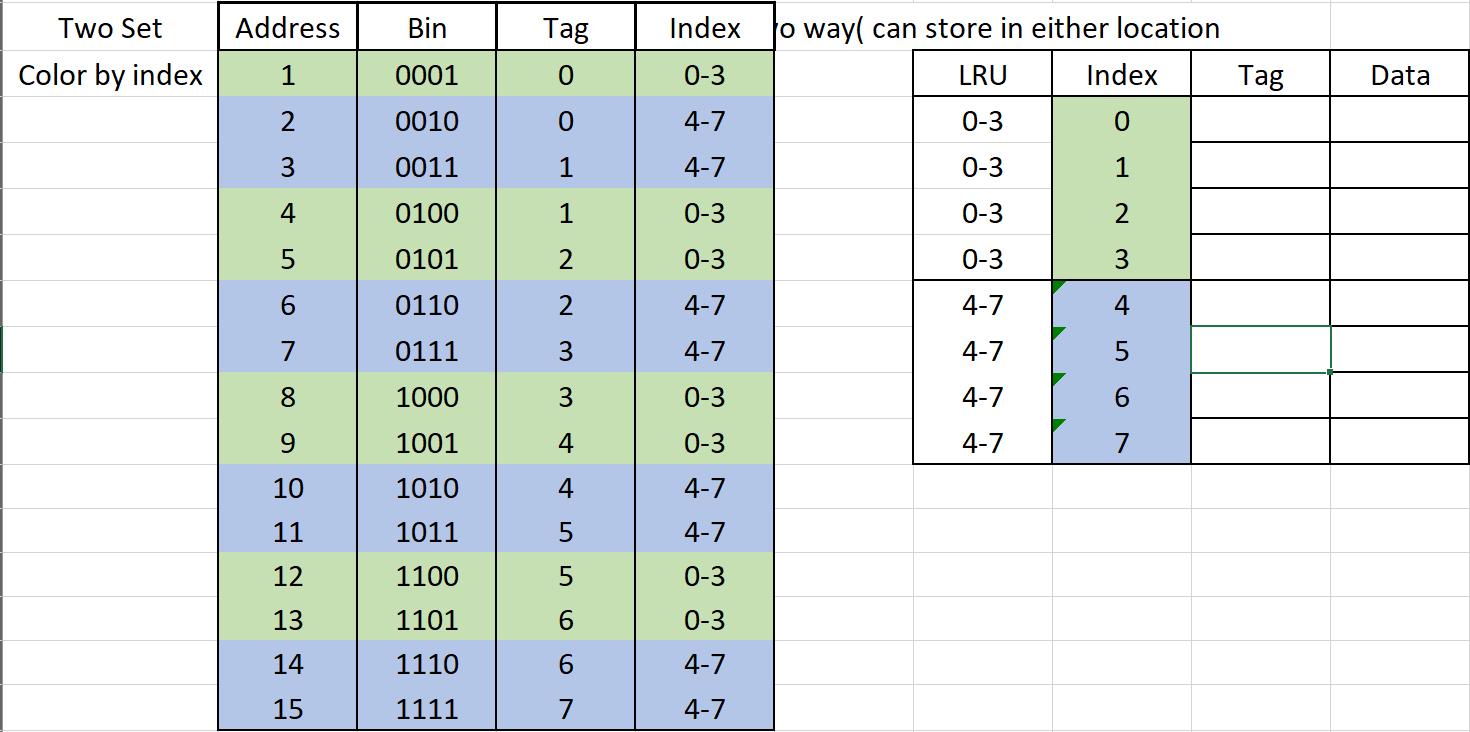 Two Set Address Bin Tag Index o way( can store in either location
Color by index 1 0001 0 0-3 LRU Index Tag Data
2 0010 0 4-7 0-3 0
3 0011 1 4-7 0-3 1
4 0100 1 0-3 0-3 2
5 0101 2 0-3 0-3 3
6 0110 2 4-7 4-7 4
7 0111 3 4-7 4-7 5
8 1000 3 0-3 4-7 6
9 1001 4 0-3 4-7 7
10 1010 4 4-7
11 1011 5 4-7
12 1100 5 0-3
13 1101 6 0-3
14 1110 6 4-7
15 1111 7 4-7